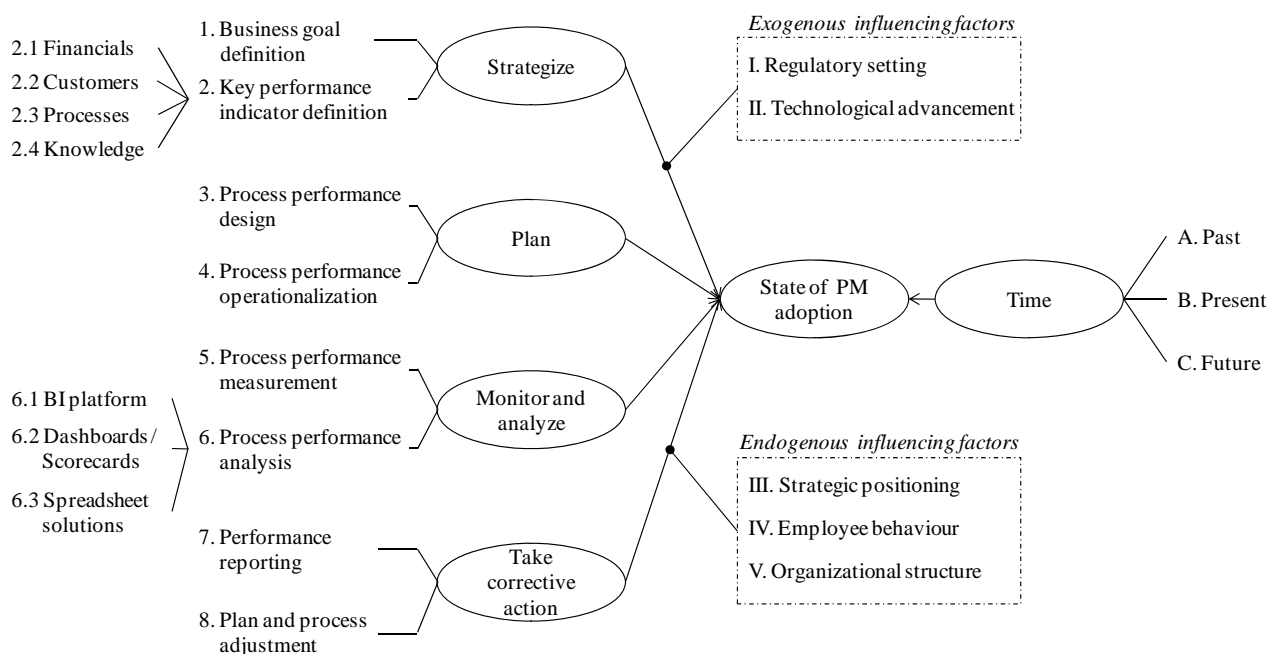 2.1 Financials
2.2 Customers
2.3 Processes
2.4 Knowledge
1. Business goal
definition
2. Key performance
indicator definition
Strategize
Exogenous influencing factors
I. Regulatory setting
II. Technological advancement
3. Process performance
design
4. Process performance
operationalization
Plan
State of PM
adoption
Time
A. Past
B. Present
C. Future
6.1 BI platform
6.2 Dashboards /
Scorecards
6.3 Spreadsheet
solutions
5. Process performance
measurement
6. Process performance
analysis
Monitor and
analyze
Endogenous influencing factors
III. Strategic positioning
IV. Employee behaviour
V. Organizational structure
7. Performance
reporting
8. Plan and process
adjustment
Take
corrective
action